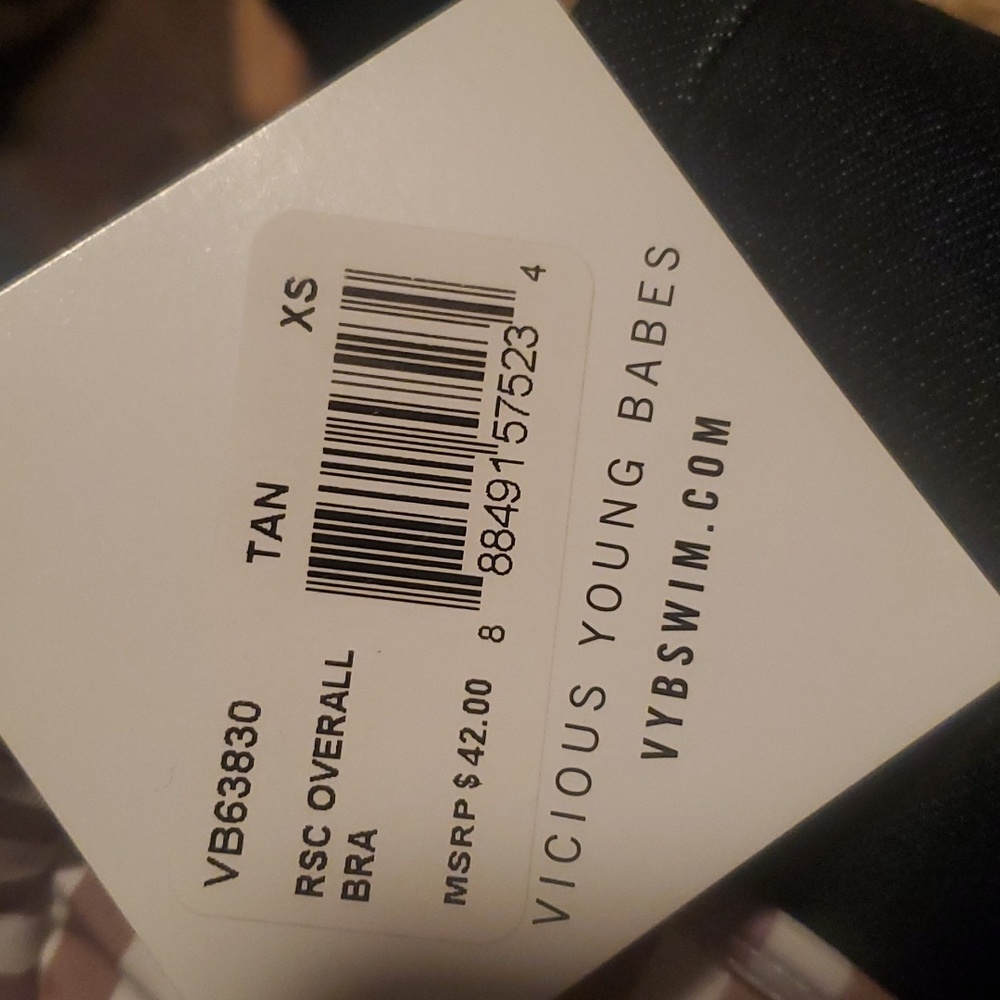 VB63830 TAN XS
RSC OVERALL
BRA
MSRP $ 42.00
8 88491 57523 4
VICIOUS YOUNG BABES
VYBSWIM.COM